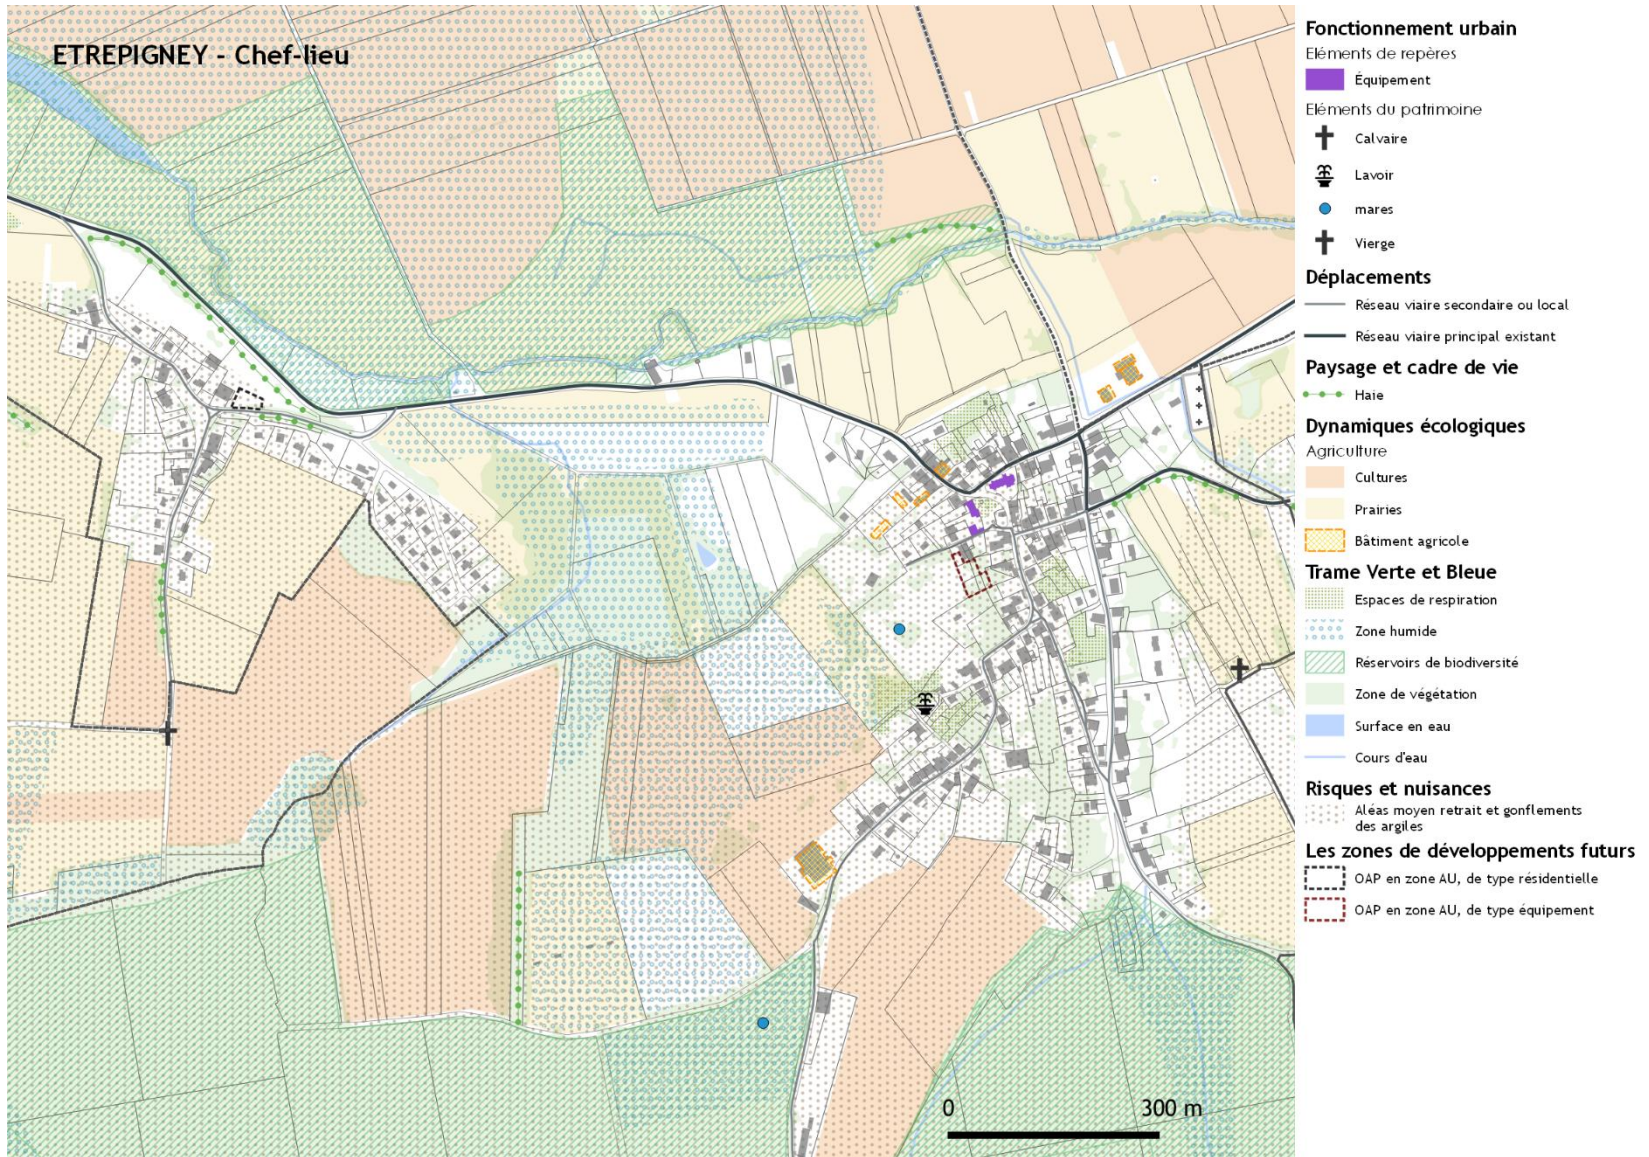 ETREPIGNEY - Chef-lieu
0
300 m
Fonctionnement urbain
Eléments de repères
Équipement
Eléments du patrimoine
Calvaire
Lavoir
mares
Vierge
Déplacements
Réseau viaire secondaire ou local
Réseau viaire principal existant
Paysage et cadre de vie
Haie
Dynamiques écologiques
Agriculture
Cultures
Prairies
Bâtiment agricole
Trame Verte et Bleue
Espaces de respiration
Zone humide
Réservoirs de biodiversité
Zone de végétation
Surface en eau
Cours d'eau
Risques et nuisances
Aléas moyen retrait et gonflements
des argiles
Les zones de développements futurs
OAP en zone AU, de type résidentielle
OAP en zone AU, de type équipement